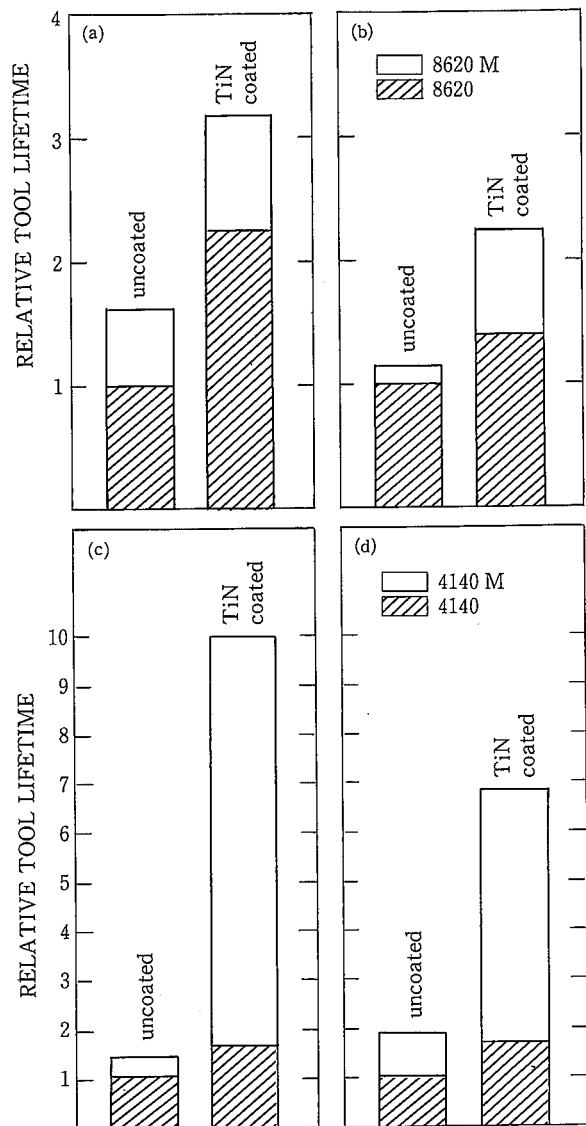 4
3
2
1
RELATIVE TOOL LIFETIME
(a)
uncoated
TiN
coated
(b)
8620 M
8620
uncoated
TiN
coated
10
9
8
7
6
5
4
3
2
1
RELATIVE TOOL LIFETIME
(c)
uncoated
TiN
coated
(d)
4140 M
4140
uncoated
TiN
coated